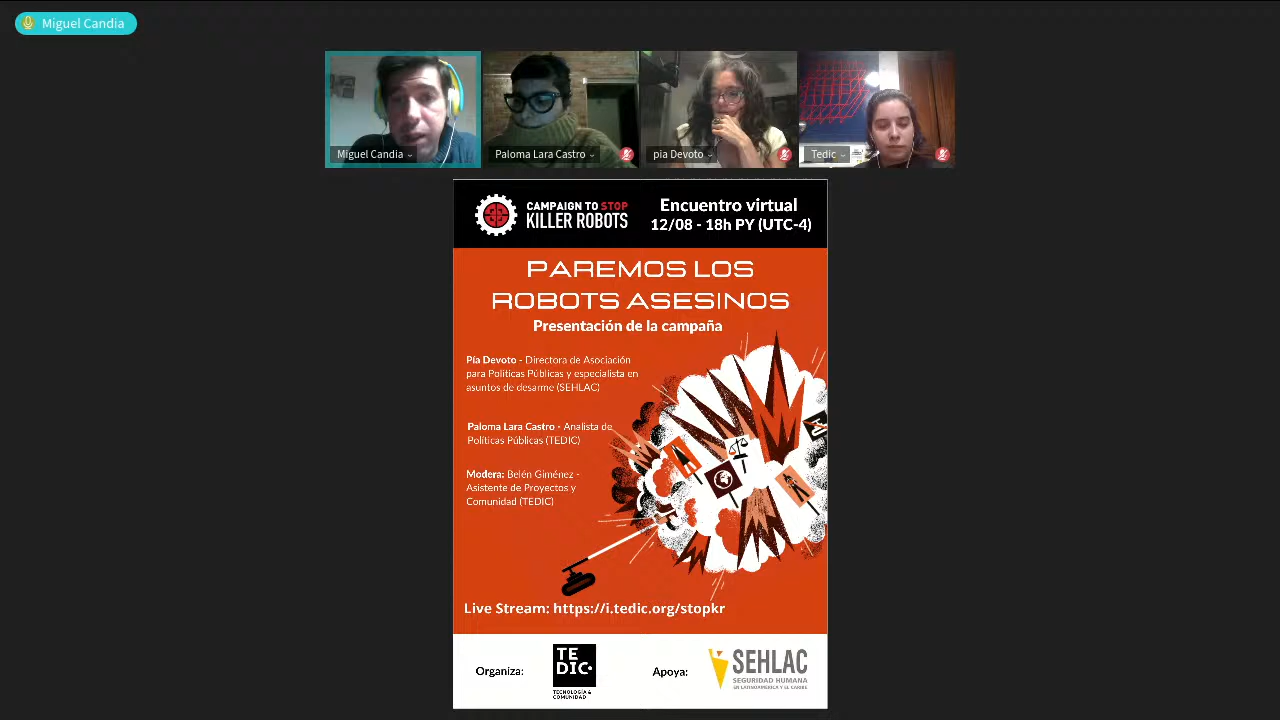 Miguel Candia
Miguel Candia
Paloma Lara Castro
pia Devoto
Tedic
CAMPAIGN TO STOP
KILLER ROBOTS
Encuentro virtual
12/08 - 18h PY (UTC-4)
PAREMOS LOS
ROBOTS ASESINOS
Presentación de la campaña
Pía Devoto - Directora de Asociación
para Políticas Públicas y especialista en
asuntos de desarme (SEHLAC)
Paloma Lara Castro - Analista de
Políticas Públicas (TEDIC)
Modera: Belén Giménez -
Asistente de Proyectos y
Comunidad (TEDIC)
Live Stream: https://i.tedic.org/stopkr
Organiza:
TE
DIC
TECNOLOGÍA &
COMUNIDAD
Apoya:
SEHLAC
SEGURIDAD HUMANA
EN LATINOAMÉRICA Y EL CARIBE